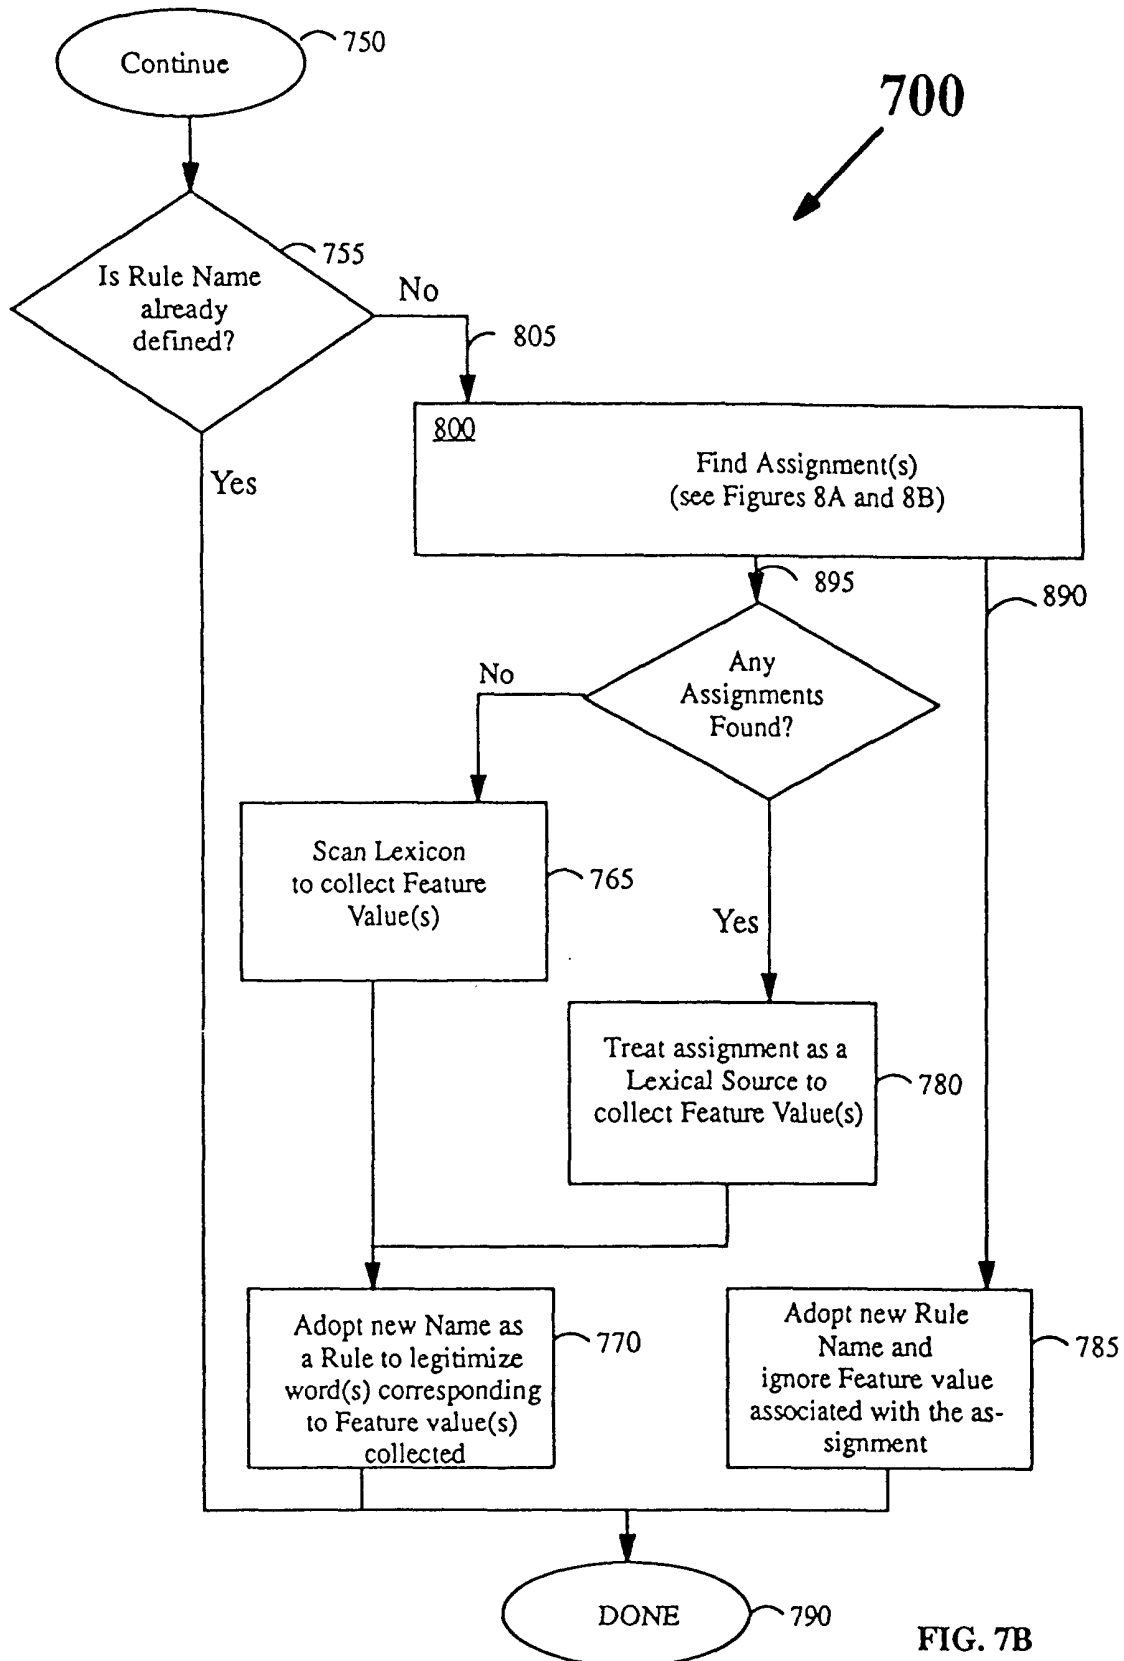 Continue
750
700
Is Rule Name
already
defined?
755
No
805
Yes
800
Find Assignment(s)
(see Figures 8A and 8B)
895
890
Any
Assignments
Found?
No
Scan Lexicon
to collect Feature
Value(s)
765
Yes
Treat assignment as a
Lexical Source to
collect Feature Value(s)
780
Adopt new Name as
a Rule to legitimize
word(s) corresponding
to Feature value(s)
collected
770
Adopt new Rule
Name and
ignore Feature value
associated with the as-
signment
785
DONE
790
FIG. 7B